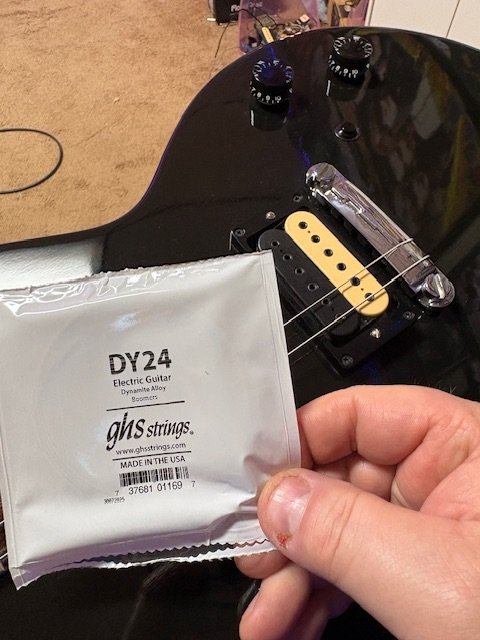 DY24
Electric Guitar
Dynamite Alloy
Boomers
ghs strings®
www.ghsstrings.com
MADE IN THE USA
7 37681 01169 7